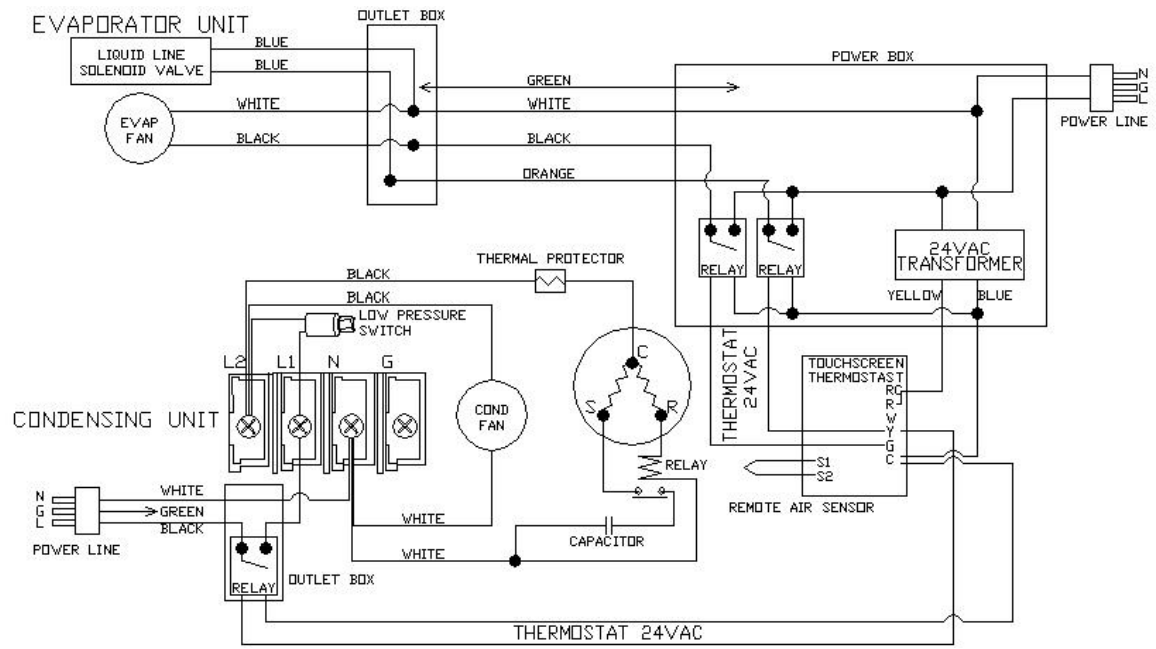 EVAPORATOR UNIT
OUTLET BOX
LIQUID LINE
SOLENOID VALVE
BLUE
BLUE
POWER BOX
GREEN
N
G
L
POWER LINE
EVAP
FAN
WHITE
WHITE
BLACK
BLACK
ORANGE
RELAY
RELAY
24VAC
TRANSFORMER
YELLOW
BLUE
THERMAL PROTECTOR
BLACK
BLACK
LOW PRESSURE
SWITCH
THERMOSTAT
24VAC
TOUCHSCREEN
THERMOSTAST
RC
R
W
Y
G
C
S1
S2
REMOTE AIR SENSOR
L2
L1
N
G
CONDENSING UNIT
COND
FAN
C
S
R
RELAY
CAPACITOR
N
G
L
POWER LINE
WHITE
GREEN
BLACK
WHITE
WHITE
RELAY
OUTLET BOX
THERMOSTAT 24VAC